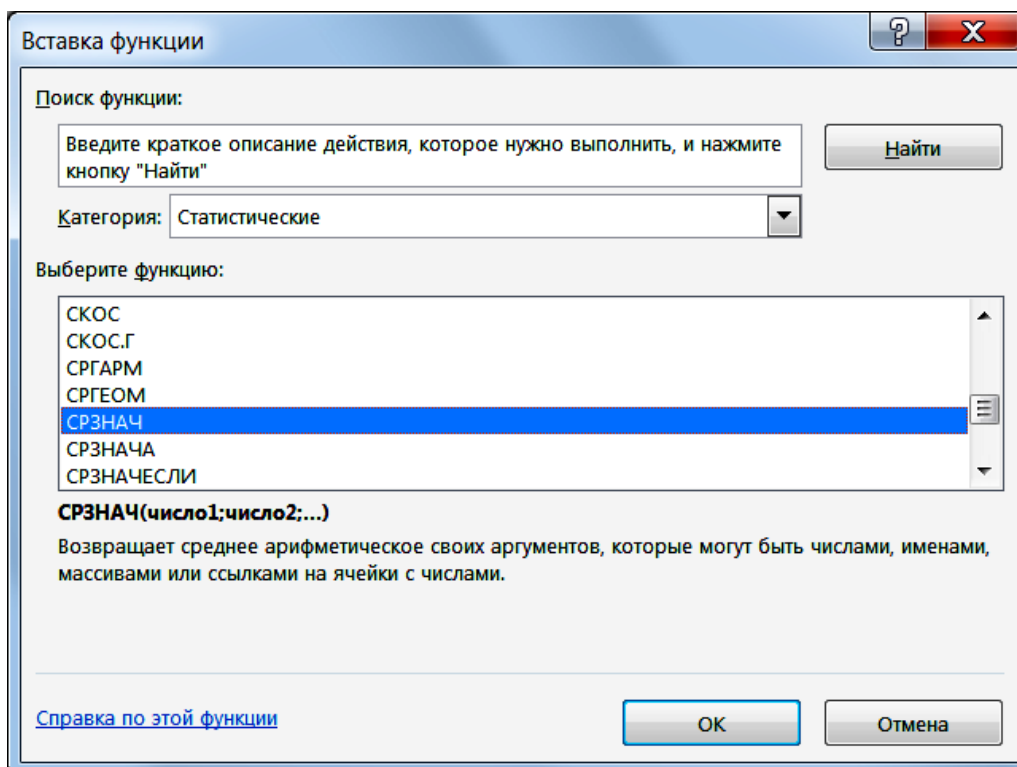 Вставка функции
Поиск функции:
Введите краткое описание действия, которое нужно выполнить, и нажмите
кнопку "Найти"
Найти
Категория: Статистические
Выберите функцию:
СКОС
СКОС.Г
СРГАРМ
СРГЕОМ
СРЗНАЧ
СРЗНАЧА
СРЗНАЧЕСЛИ
СРЗНАЧ(число1;число2;...)
Возвращает среднее арифметическое своих аргументов, которые могут быть числами, именами,
массивами или ссылками на ячейки с числами.
Справка по этой функции
ОК
Отмена